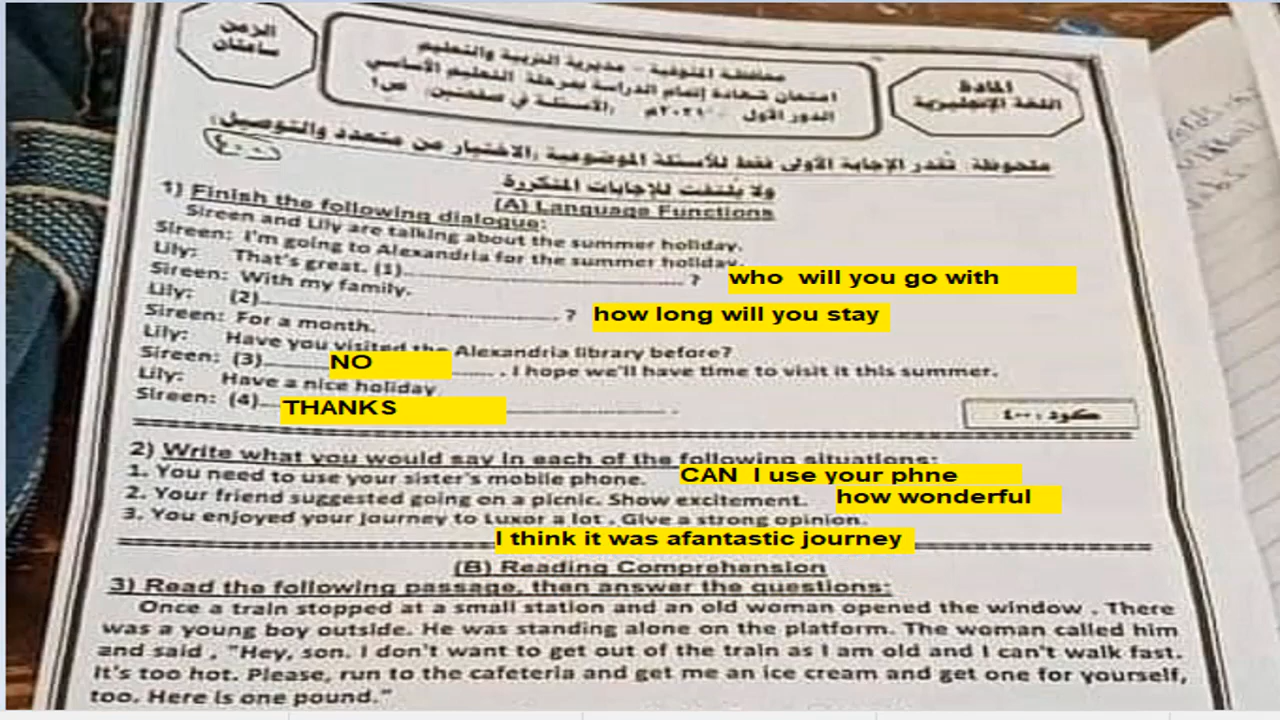 الزمن
ساعتان
محافظة المنوفية - مديرية التربية والتعليم
امتحان شهادة إتمام الدراسة بمرحلة التعليم الأساسي
الدور الأول - ٢٠٢١م (الأسئلة في صفحتين) ص١
المادة
اللغة الإنجليزية
ملحوظة: تقدر الإجابة الأولى فقط للأسئلة الموضوعية (الاختيار من متعدد والتوصيل)
ولا يلتفت للإجابات المتكررة
(٤٠٠)
(A) Language Functions
1) Finish the following dialogue:
Sireen and Lily are talking about the summer holiday.
Sireen: I'm going to Alexandria for the summer holiday.
Lily: That's great. (1)........................................ ? who will you go with
Sireen: With my family.
Lily: (2)........................................ ? how long will you stay
Sireen: For a month.
Lily: Have you visited the Alexandria library before?
Sireen: (3)........ NO ........ . I hope we'll have time to visit it this summer.
Lily: Have a nice holiday
Sireen: (4).... THANKS ........................ .
كود : ٤٠٠
2) Write what you would say in each of the following situations:
1. You need to use your sister's mobile phone. CAN I use your phne
2. Your friend suggested going on a picnic. Show excitement. how wonderful
3. You enjoyed your journey to Luxor a lot . Give a strong opinion.
I think it was afantastic journey
(B) Reading Comprehension
3) Read the following passage, then answer the questions:
Once a train stopped at a small station and an old woman opened the window . There
was a young boy outside. He was standing alone on the platform. The woman called him
and said , "Hey, son. I don't want to get out of the train as I am old and I can't walk fast.
It's too hot. Please, run to the cafeteria and get me an ice cream and get one for yourself,
too. Here is one pound."